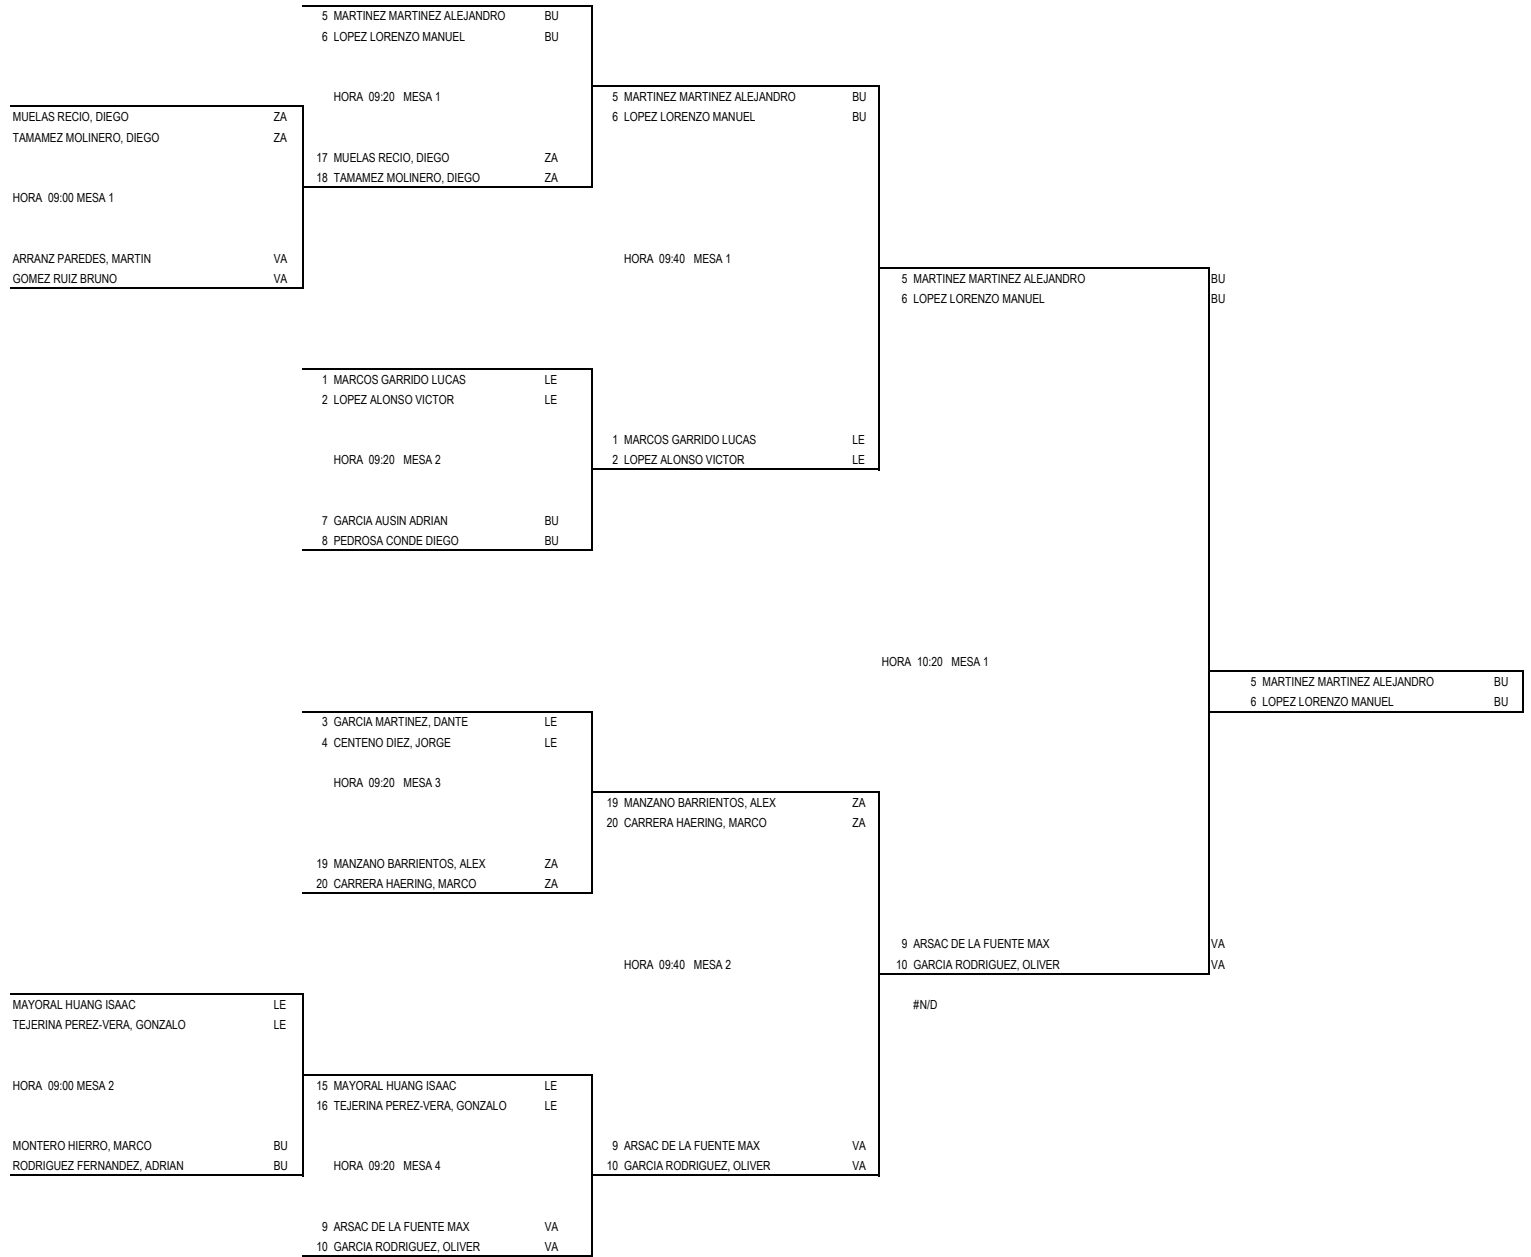 5 MARTINEZ MARTINEZ ALEJANDRO BU
6 LOPEZ LORENZO MANUEL BU
HORA 09:20 MESA 1
5 MARTINEZ MARTINEZ ALEJANDRO BU
MUELAS RECIO, DIEGO ZA
6 LOPEZ LORENZO MANUEL BU
TAMAMEZ MOLINERO, DIEGO ZA
17 MUELAS RECIO, DIEGO ZA
18 TAMAMEZ MOLINERO, DIEGO ZA
HORA 09:00 MESA 1
ARRANZ PAREDES, MARTIN VA
HORA 09:40 MESA 1
GOMEZ RUIZ BRUNO VA
5 MARTINEZ MARTINEZ ALEJANDRO BU
6 LOPEZ LORENZO MANUEL BU
1 MARCOS GARRIDO LUCAS LE
2 LOPEZ ALONSO VICTOR LE
1 MARCOS GARRIDO LUCAS LE
HORA 09:20 MESA 2
2 LOPEZ ALONSO VICTOR LE
7 GARCIA AUSIN ADRIAN BU
8 PEDROSA CONDE DIEGO BU
HORA 10:20 MESA 1
5 MARTINEZ MARTINEZ ALEJANDRO BU
6 LOPEZ LORENZO MANUEL BU
3 GARCIA MARTINEZ, DANTE LE
4 CENTENO DIEZ, JORGE LE
HORA 09:20 MESA 3
19 MANZANO BARRIENTOS, ALEX ZA
20 CARRERA HAERING, MARCO ZA
19 MANZANO BARRIENTOS, ALEX ZA
20 CARRERA HAERING, MARCO ZA
9 ARSAC DE LA FUENTE MAX VA
HORA 09:40 MESA 2
10 GARCIA RODRIGUEZ, OLIVER VA
MAYORAL HUANG ISAAC LE
#N/D
TEJERINA PEREZ-VERA, GONZALO LE
HORA 09:00 MESA 2
15 MAYORAL HUANG ISAAC LE
16 TEJERINA PEREZ-VERA, GONZALO LE
MONTERO HIERRO, MARCO BU
9 ARSAC DE LA FUENTE MAX VA
RODRIGUEZ FERNANDEZ, ADRIAN BU
HORA 09:20 MESA 4
10 GARCIA RODRIGUEZ, OLIVER VA
9 ARSAC DE LA FUENTE MAX VA
10 GARCIA RODRIGUEZ, OLIVER VA